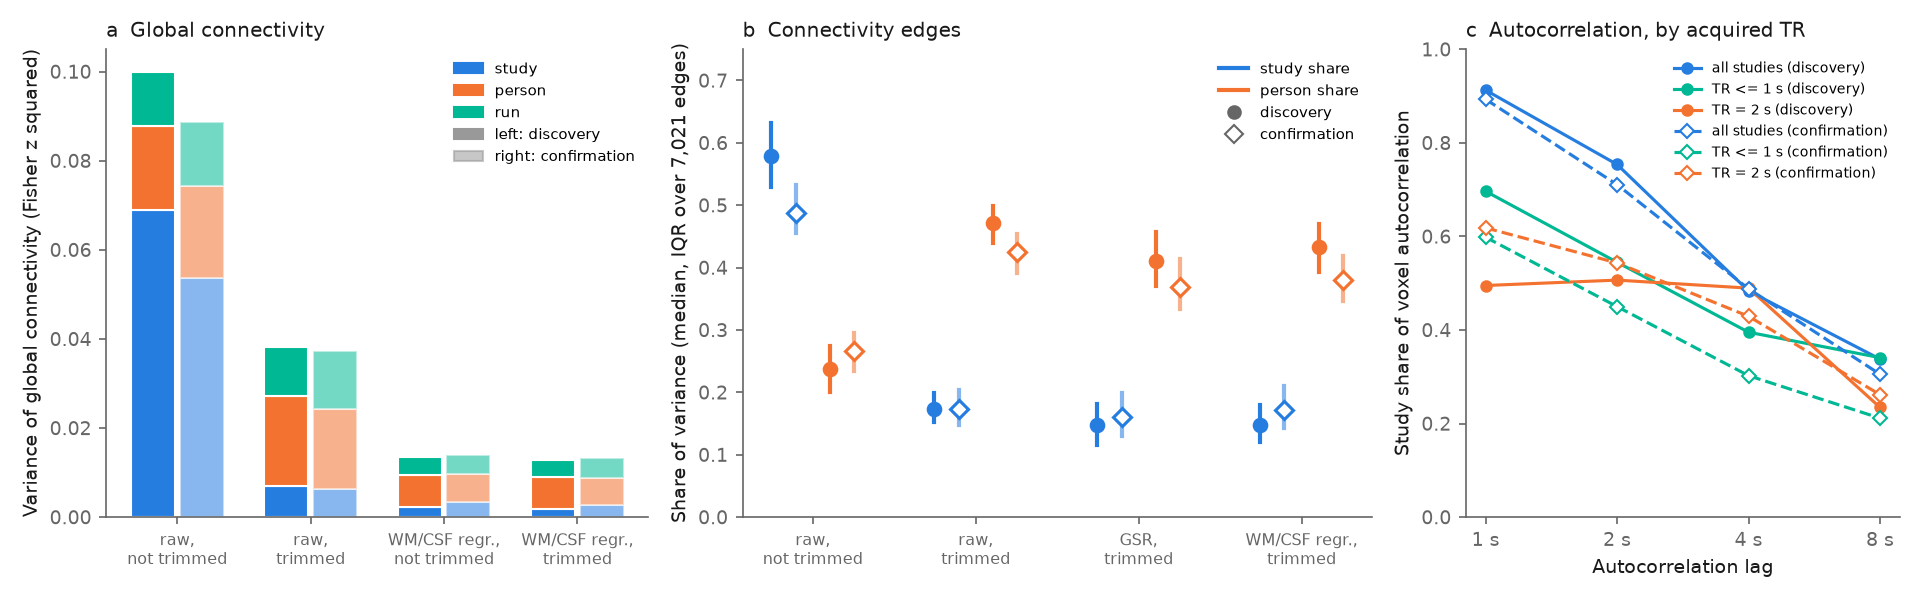 a Global connectivity
Variance of global connectivity (Fisher z squared)
0.10
0.08
0.06
0.04
0.02
0.00
study
person
run
left: discovery
right: confirmation
raw,
not trimmed
raw,
trimmed
WM/CSF regr.,
not trimmed
WM/CSF regr.,
trimmed
b Connectivity edges
Share of variance (median, IQR over 7,021 edges)
0.7
0.6
0.5
0.4
0.3
0.2
0.1
0.0
study share
person share
discovery
confirmation
raw,
not trimmed
raw,
trimmed
GSR,
trimmed
WM/CSF regr.,
trimmed
c Autocorrelation, by acquired TR
Study share of voxel autocorrelation
1.0
0.8
0.6
0.4
0.2
0.0
all studies (discovery)
TR <= 1 s (discovery)
TR = 2 s (discovery)
all studies (confirmation)
TR <= 1 s (confirmation)
TR = 2 s (confirmation)
1 s
2 s
4 s
8 s
Autocorrelation lag